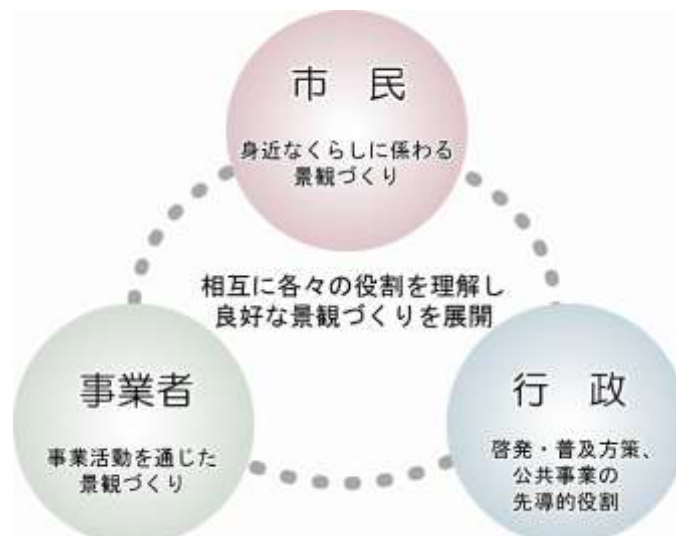 市　民
身近なくらしに係わる
景観づくり
相互に各々の役割を理解し
良好な景観づくりを展開
事業者
事業活動を通じた
景観づくり
行　政
啓発・普及方策、
公共事業の
先導的役割